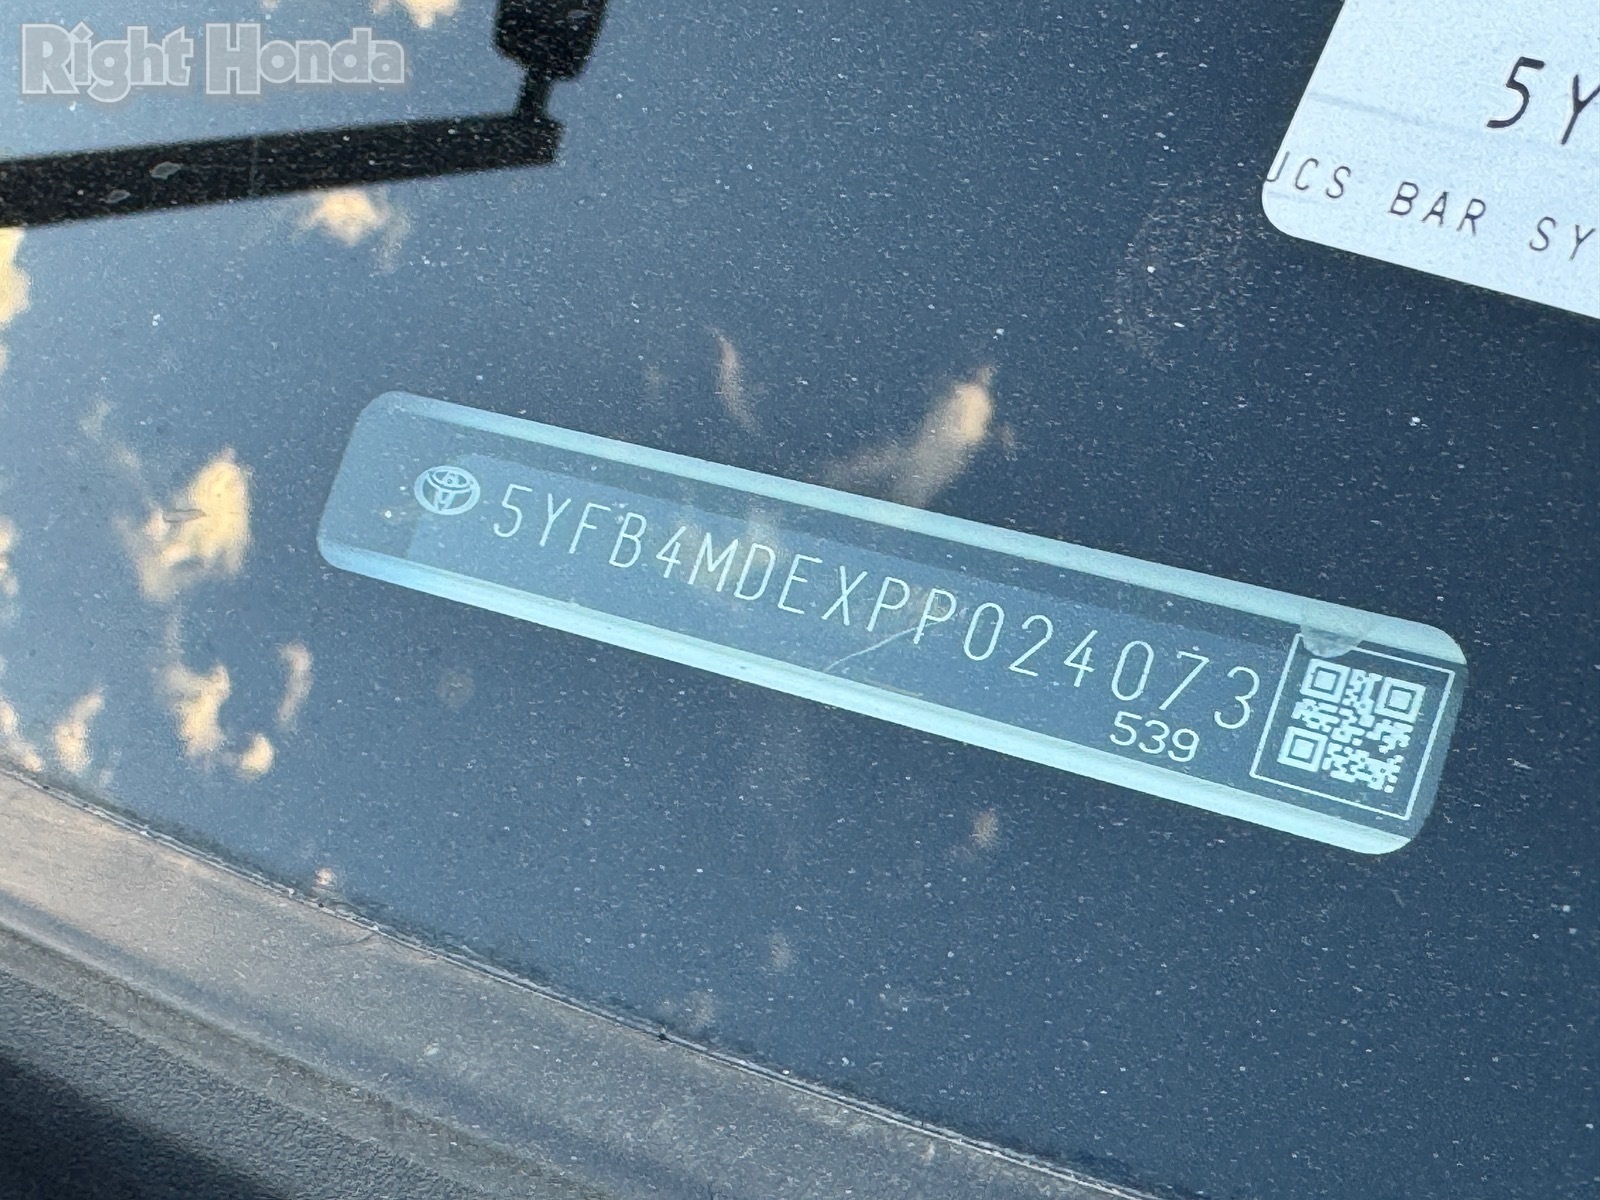 Right Honda
5Y
UCS BAR SY
5YFB4MDEXPP024073
539